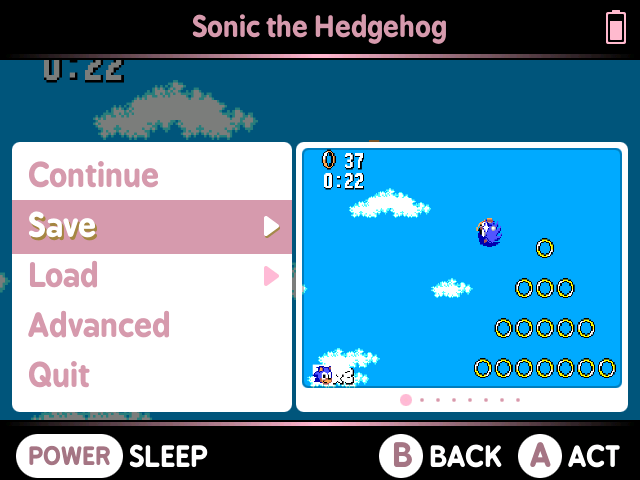 Sonic the Hedgehog
0:22
Continue
Save
Load
Advanced
Quit
37
0:22
x3
POWER SLEEP
B BACK A ACT